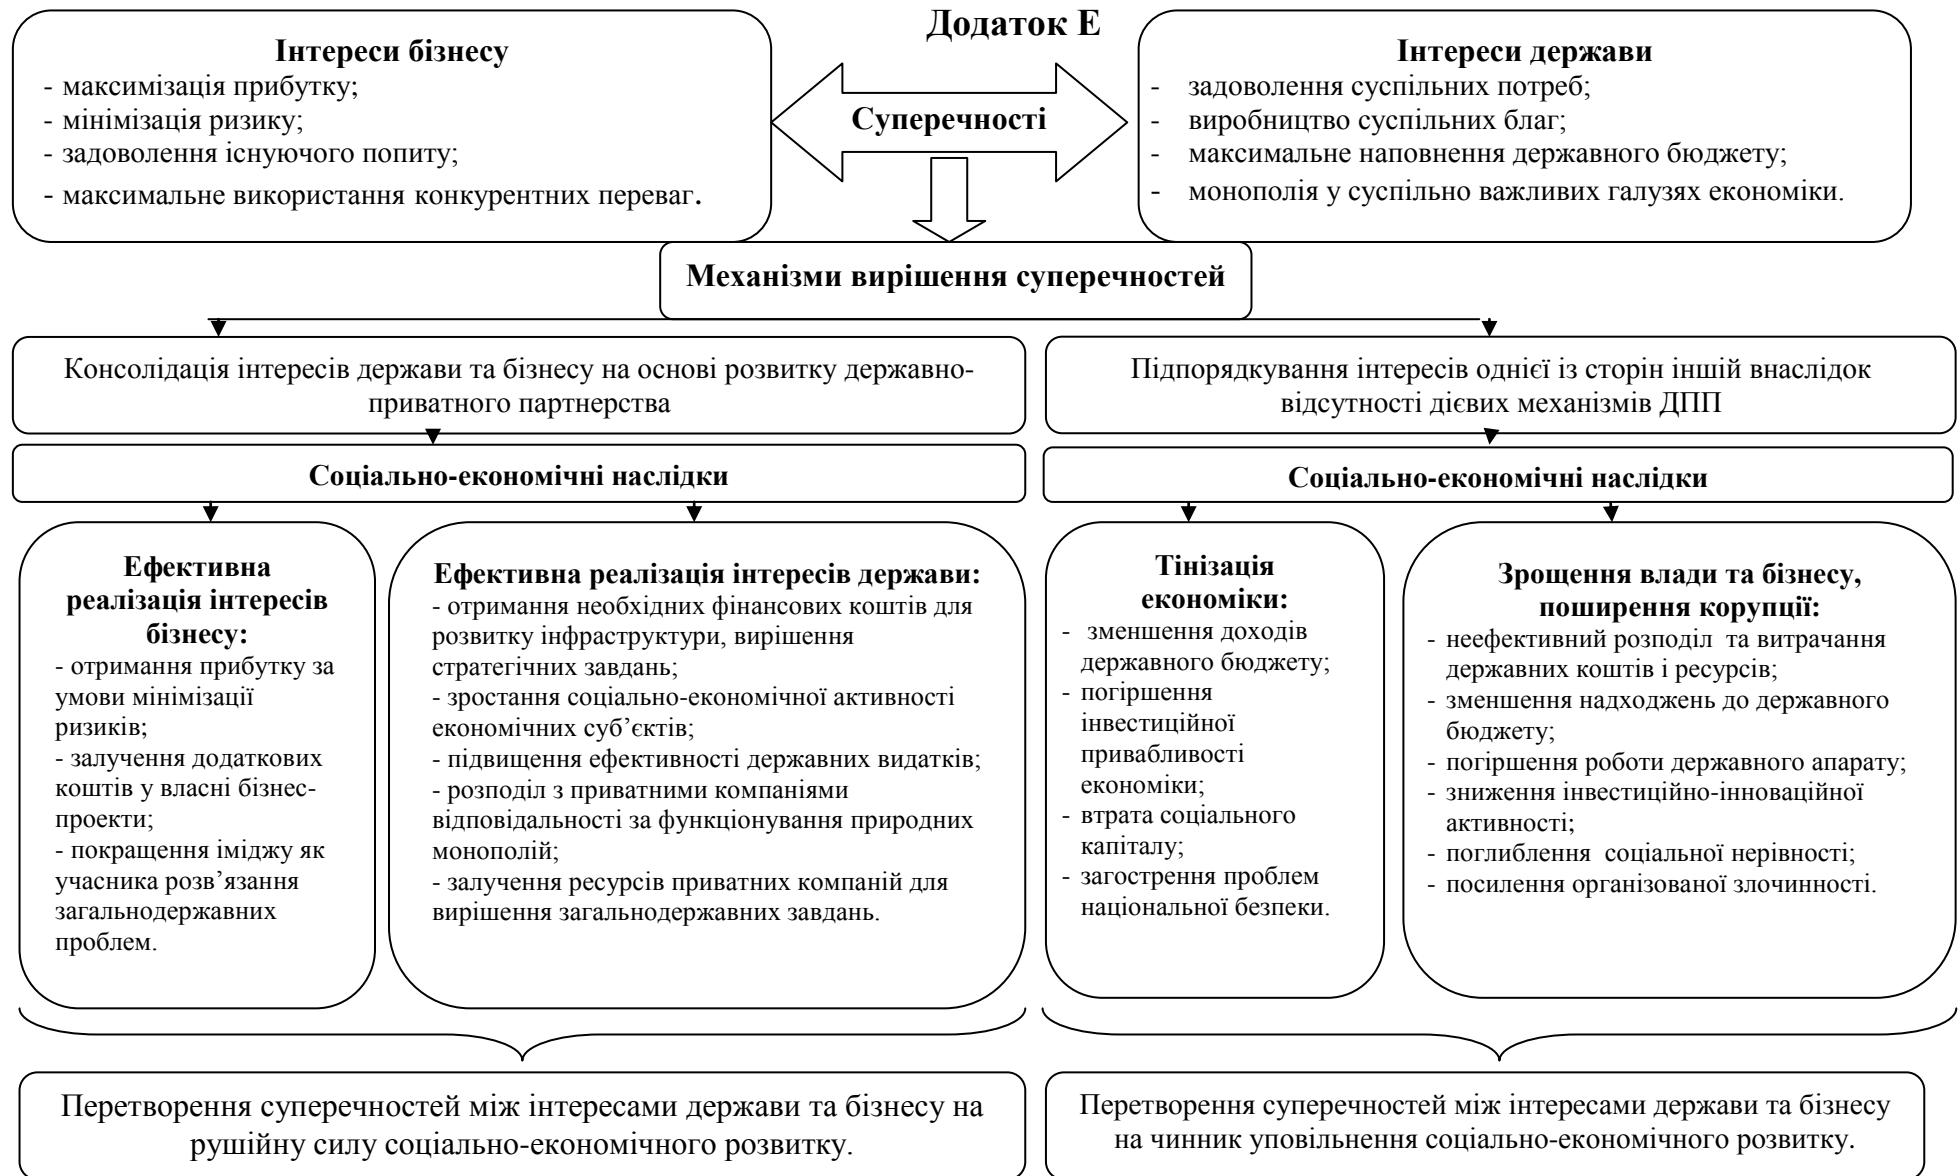 Додаток Е
Інтереси бізнесу
- максимізація прибутку;
- мінімізація ризику;
- задоволення існуючого попиту;
- максимальне використання конкурентних переваг.
Суперечності
Інтереси держави
- задоволення суспільних потреб;
- виробництво суспільних благ;
- максимальне наповнення державного бюджету;
- монополія у суспільно важливих галузях економіки.
Механізми вирішення суперечностей
Консолідація інтересів держави та бізнесу на основі розвитку державно-
приватного партнерства
Підпорядкування інтересів однієї із сторін іншій внаслідок
відсутності дієвих механізмів ДПП
Соціально-економічні наслідки
Соціально-економічні наслідки
Ефективна
реалізація інтересів
бізнесу:
- отримання прибутку за
умови мінімізації
ризиків;
- залучення додаткових
коштів у власні бізнес-
проекти;
- покращення іміджу як
учасника розв’язання
загальнодержавних
проблем.
Ефективна реалізація інтересів держави:
- отримання необхідних фінансових коштів для
розвитку інфраструктури, вирішення
стратегічних завдань;
- зростання соціально-економічної активності
економічних суб’єктів;
- підвищення ефективності державних видатків;
- розподіл з приватними компаніями
відповідальності за функціонування природних
монополій;
- залучення ресурсів приватних компаній для
вирішення загальнодержавних завдань.
Тінізація
економіки:
- зменшення доходів
державного бюджету;
- погіршення
інвестиційної
привабливості
економіки;
- втрата соціального
капіталу;
- загострення проблем
національної безпеки.
Зрощення влади та бізнесу,
поширення корупції:
- неефективний розподіл та витрачання
державних коштів і ресурсів;
- зменшення надходжень до державного
бюджету;
- погіршення роботи державного апарату;
- зниження інвестиційно-інноваційної
активності;
- поглиблення соціальної нерівності;
- посилення організованої злочинності.
Перетворення суперечностей між інтересами держави та бізнесу на
рушійну силу соціально-економічного розвитку.
Перетворення суперечностей між інтересами держави та бізнесу
на чинник уповільнення соціально-економічного розвитку.